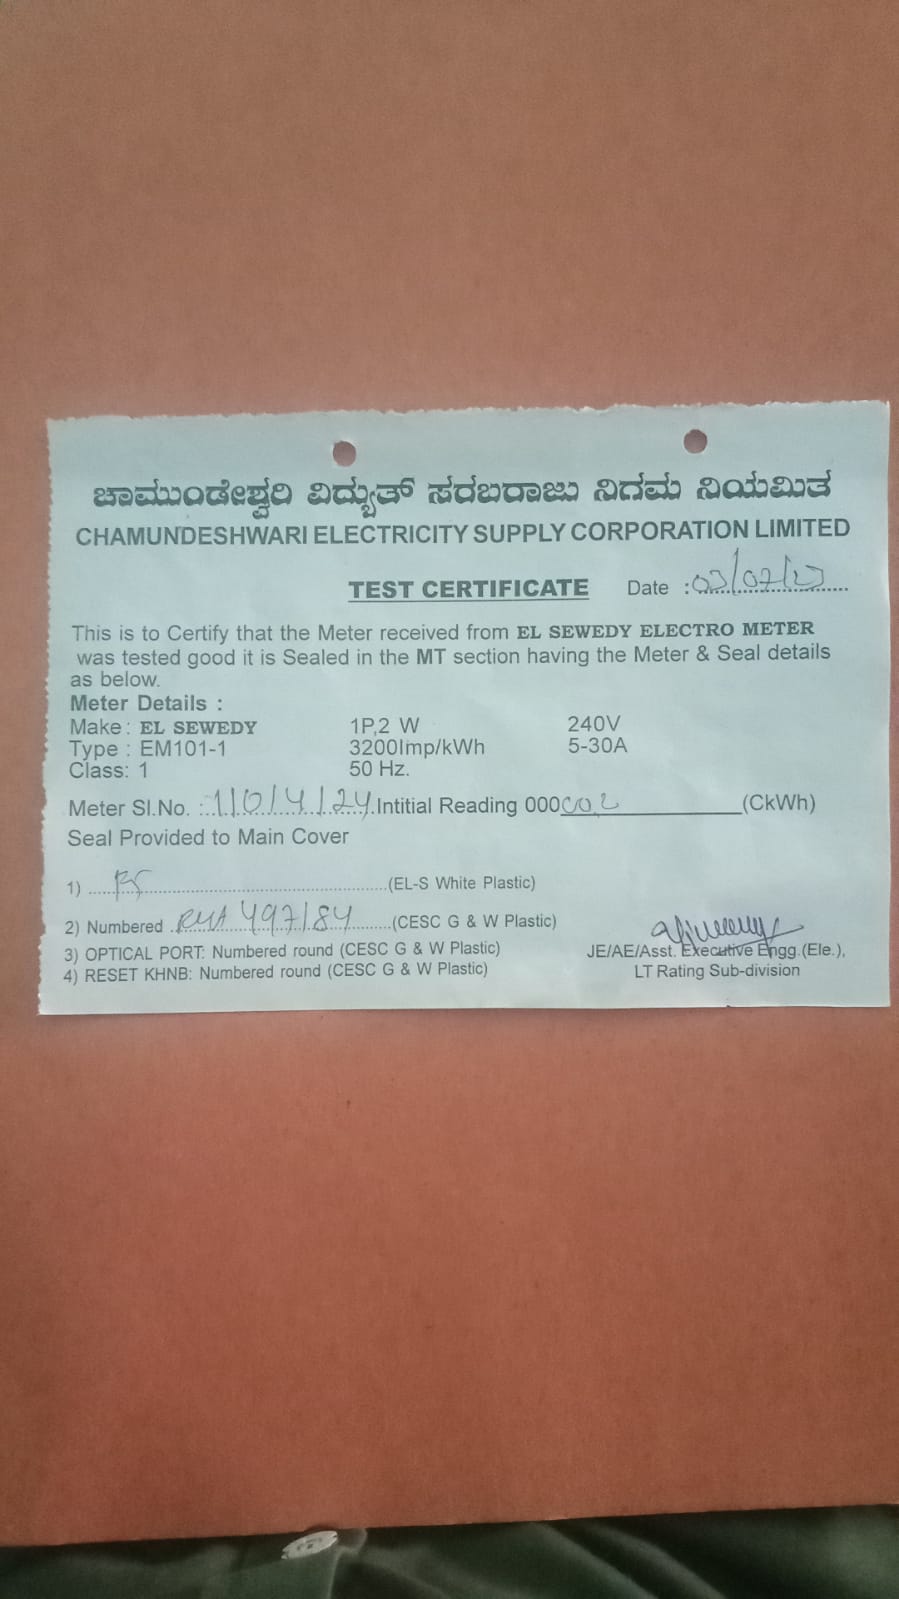 ಚಾಮುಂಡೇಶ್ವರಿ ವಿದ್ಯುತ್ ಸರಬರಾಜು ನಿಗಮ ನಿಯಮಿತ
CHAMUNDESHWARI ELECTRICITY SUPPLY CORPORATION LIMITED
TEST CERTIFICATE Date : 03/07/23
This is to Certify that the Meter received from EL SEWEDY ELECTRO METER
was tested good it is Sealed in the MT section having the Meter & Seal details
as below.
Meter Details :
Make : EL SEWEDY 1P,2 W 240V
Type : EM101-1 3200Imp/kWh 5-30A
Class: 1 50 Hz.
Meter Sl.No. : Intitial Reading 000 (CkWh)
Seal Provided to Main Cover
1) (EL-S White Plastic)
2) Numbered 497184 (CESC G & W Plastic)
3) OPTICAL PORT: Numbered round (CESC G & W Plastic)
4) RESET KHNB: Numbered round (CESC G & W Plastic)
JE/AE/Asst. Executive Engg.(Ele.),
LT Rating Sub-division